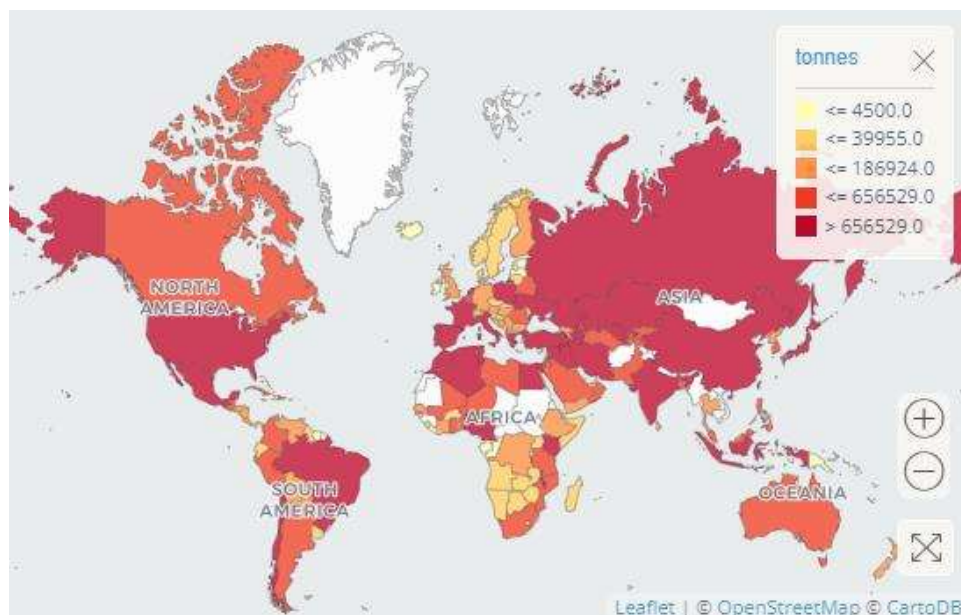 tonnes
<= 4500.0
<= 39955.0
<= 186924.0
<= 656529.0
> 656529.0
NORTH
AMERICA
ASIA
AFRICA
SOUTH
AMERICA
OCEANIA
Leaflet | © OpenStreetMap © CartoDB